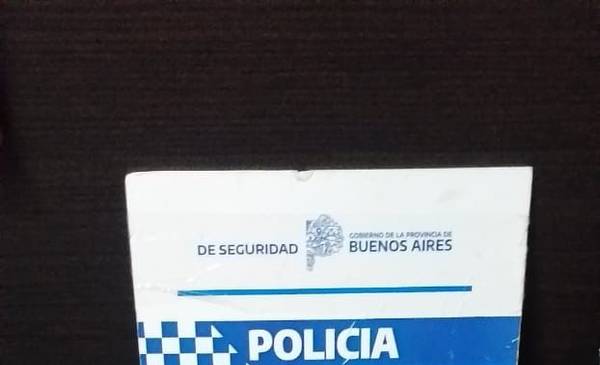 DE SEGURIDAD
GOBIERNO DE LA PROVINCIA DE
BUENOS AIRES
POLICIA